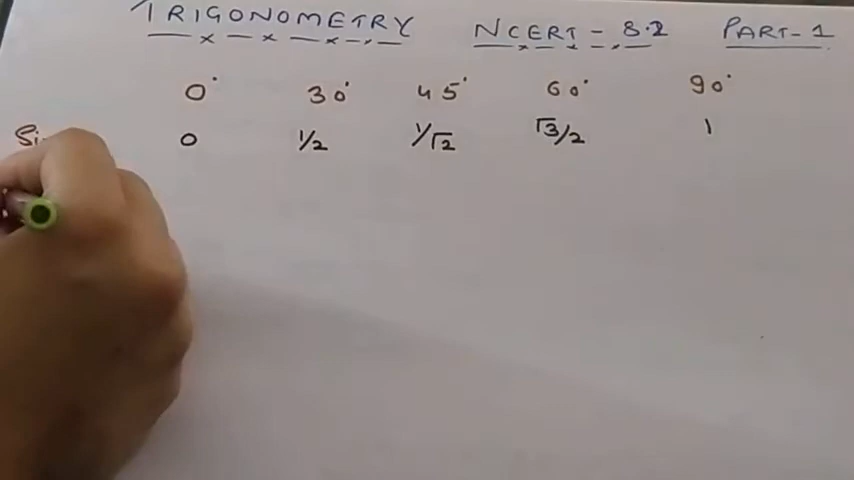 TRIGONOMETRY NCERT - 8.2 PART-1
0° 30° 45° 60° 90°
0 1/2 1/√2 √3/2 1